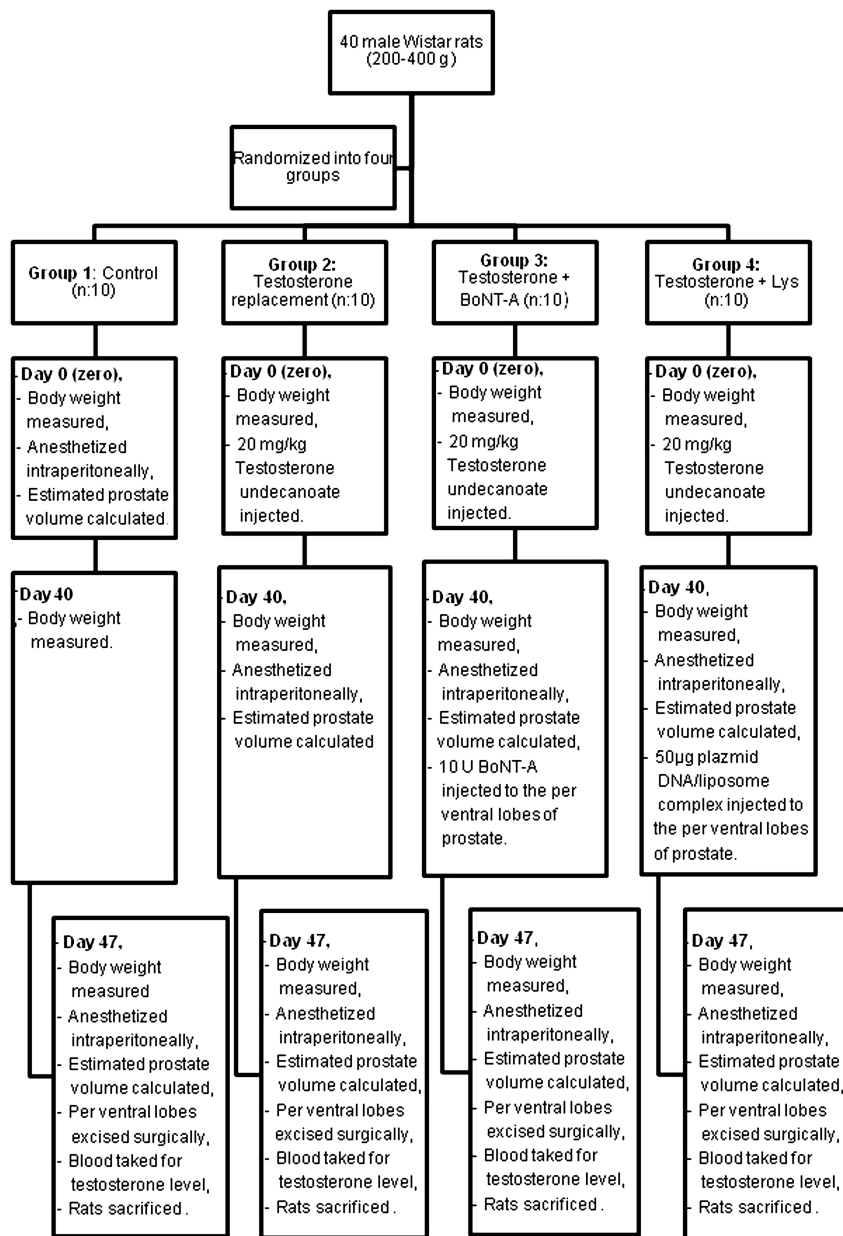 40 male Wistar rats
(200-400 g)
Randomized into four
groups
Group 1: Control
(n:10)
Group 2:
Testosterone
replacement (n:10)
Group 3:
Testosterone +
BoNT-A (n:10)
Group 4:
Testosterone + Lys
(n:10)
- Day 0 (zero),
- Body weight
measured,
- Anesthetized
intraperitoneally,
- Estimated prostate
volume calculated.
- Day 0 (zero),
- Body weight
measured,
- 20 mg/kg
Testosterone
undecanoate
injected.
- Day 0 (zero),
- Body weight
measured,
- 20 mg/kg
Testosterone
undecanoate
injected.
- Day 0 (zero),
- Body weight
measured,
- 20 mg/kg
Testosterone
undecanoate
injected.
Day 40
- Body weight
measured.
- Day 40,
- Body weight
measured,
- Anesthetized
intraperitoneally,
- Estimated prostate
volume calculated
- Day 40,
- Body weight
measured,
- Anesthetized
intraperitoneally,
- Estimated prostate
volume calculated,
- 10 U BoNT-A
injected to the per
ventral lobes of
prostate.
- Day 40,
- Body weight
measured,
- Anesthetized
intraperitoneally,
- Estimated prostate
volume calculated,
- 50µg plazmid
DNA/liposome
complex injected to
the per ventral lobes
of prostate.
- Day 47,
- Body weight
measured
- Anesthetized
intraperitoneally,
- Estimated prostate
volume calculated,
- Per ventral lobes
excised surgically,
- Blood taked for
testosterone level,
- Rats sacrificed.
- Day 47,
- Body weight
measured,
- Anesthetized
intraperitoneally,
- Estimated prostate
volume calculated,
- Per ventral lobes
excised surgically,
- Blood taked for
testosterone level,
- Rats sacrificed.
- Day 47,
- Body weight
measured,
- Anesthetized
intraperitoneally,
- Estimated prostate
volume calculated,
- Per ventral lobes
excised surgically,
- Blood taked for
testosterone level,
- Rats sacrificed.
- Day 47,
- Body weight
measured,
- Anesthetized
intraperitoneally,
- Estimated prostate
volume calculated,
- Per ventral lobes
excised surgically,
- Blood taked for
testosterone level,
- Rats sacrificed.